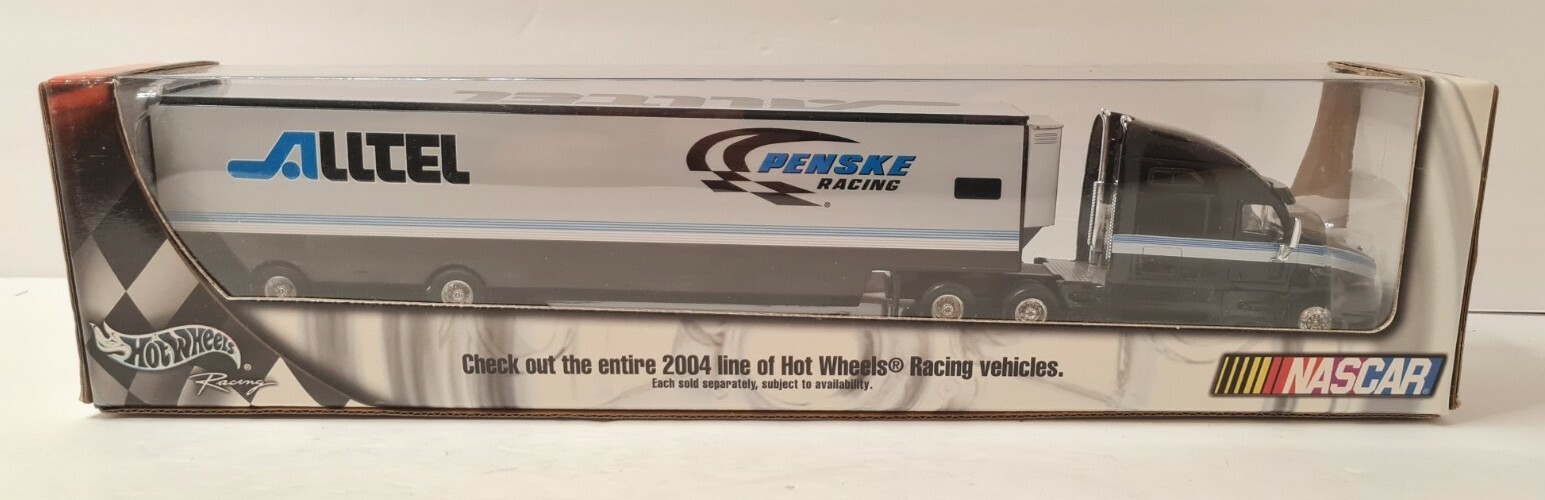 ALLTEL
ALLTEL
PENSKE
RACING
®
HOT WHEELS®
Racing
Check out the entire 2004 line of Hot Wheels® Racing vehicles.
Each sold separately, subject to availability.
NASCAR